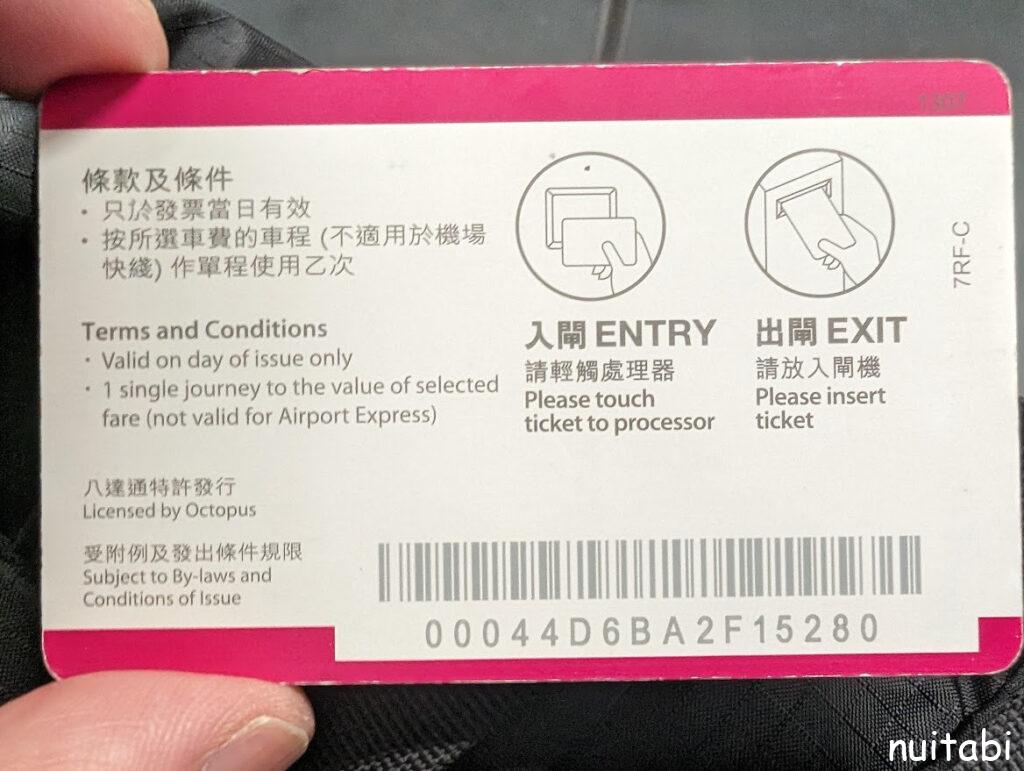 1307
條款及條件
· 只於發票當日有效
· 按所選車費的車程 (不適用於機場
快綫) 作單程使用乙次
Terms and Conditions
· Valid on day of issue only
· 1 single journey to the value of selected
fare (not valid for Airport Express)
八達通特許發行
Licensed by Octopus
受附例及發出條件規限
Subject to By-laws and
Conditions of Issue
入閘 ENTRY
請輕觸處理器
Please touch
ticket to processor
出閘 EXIT
請放入閘機
Please insert
ticket
7RF-C
00044D6BA2F15280
nuitabi